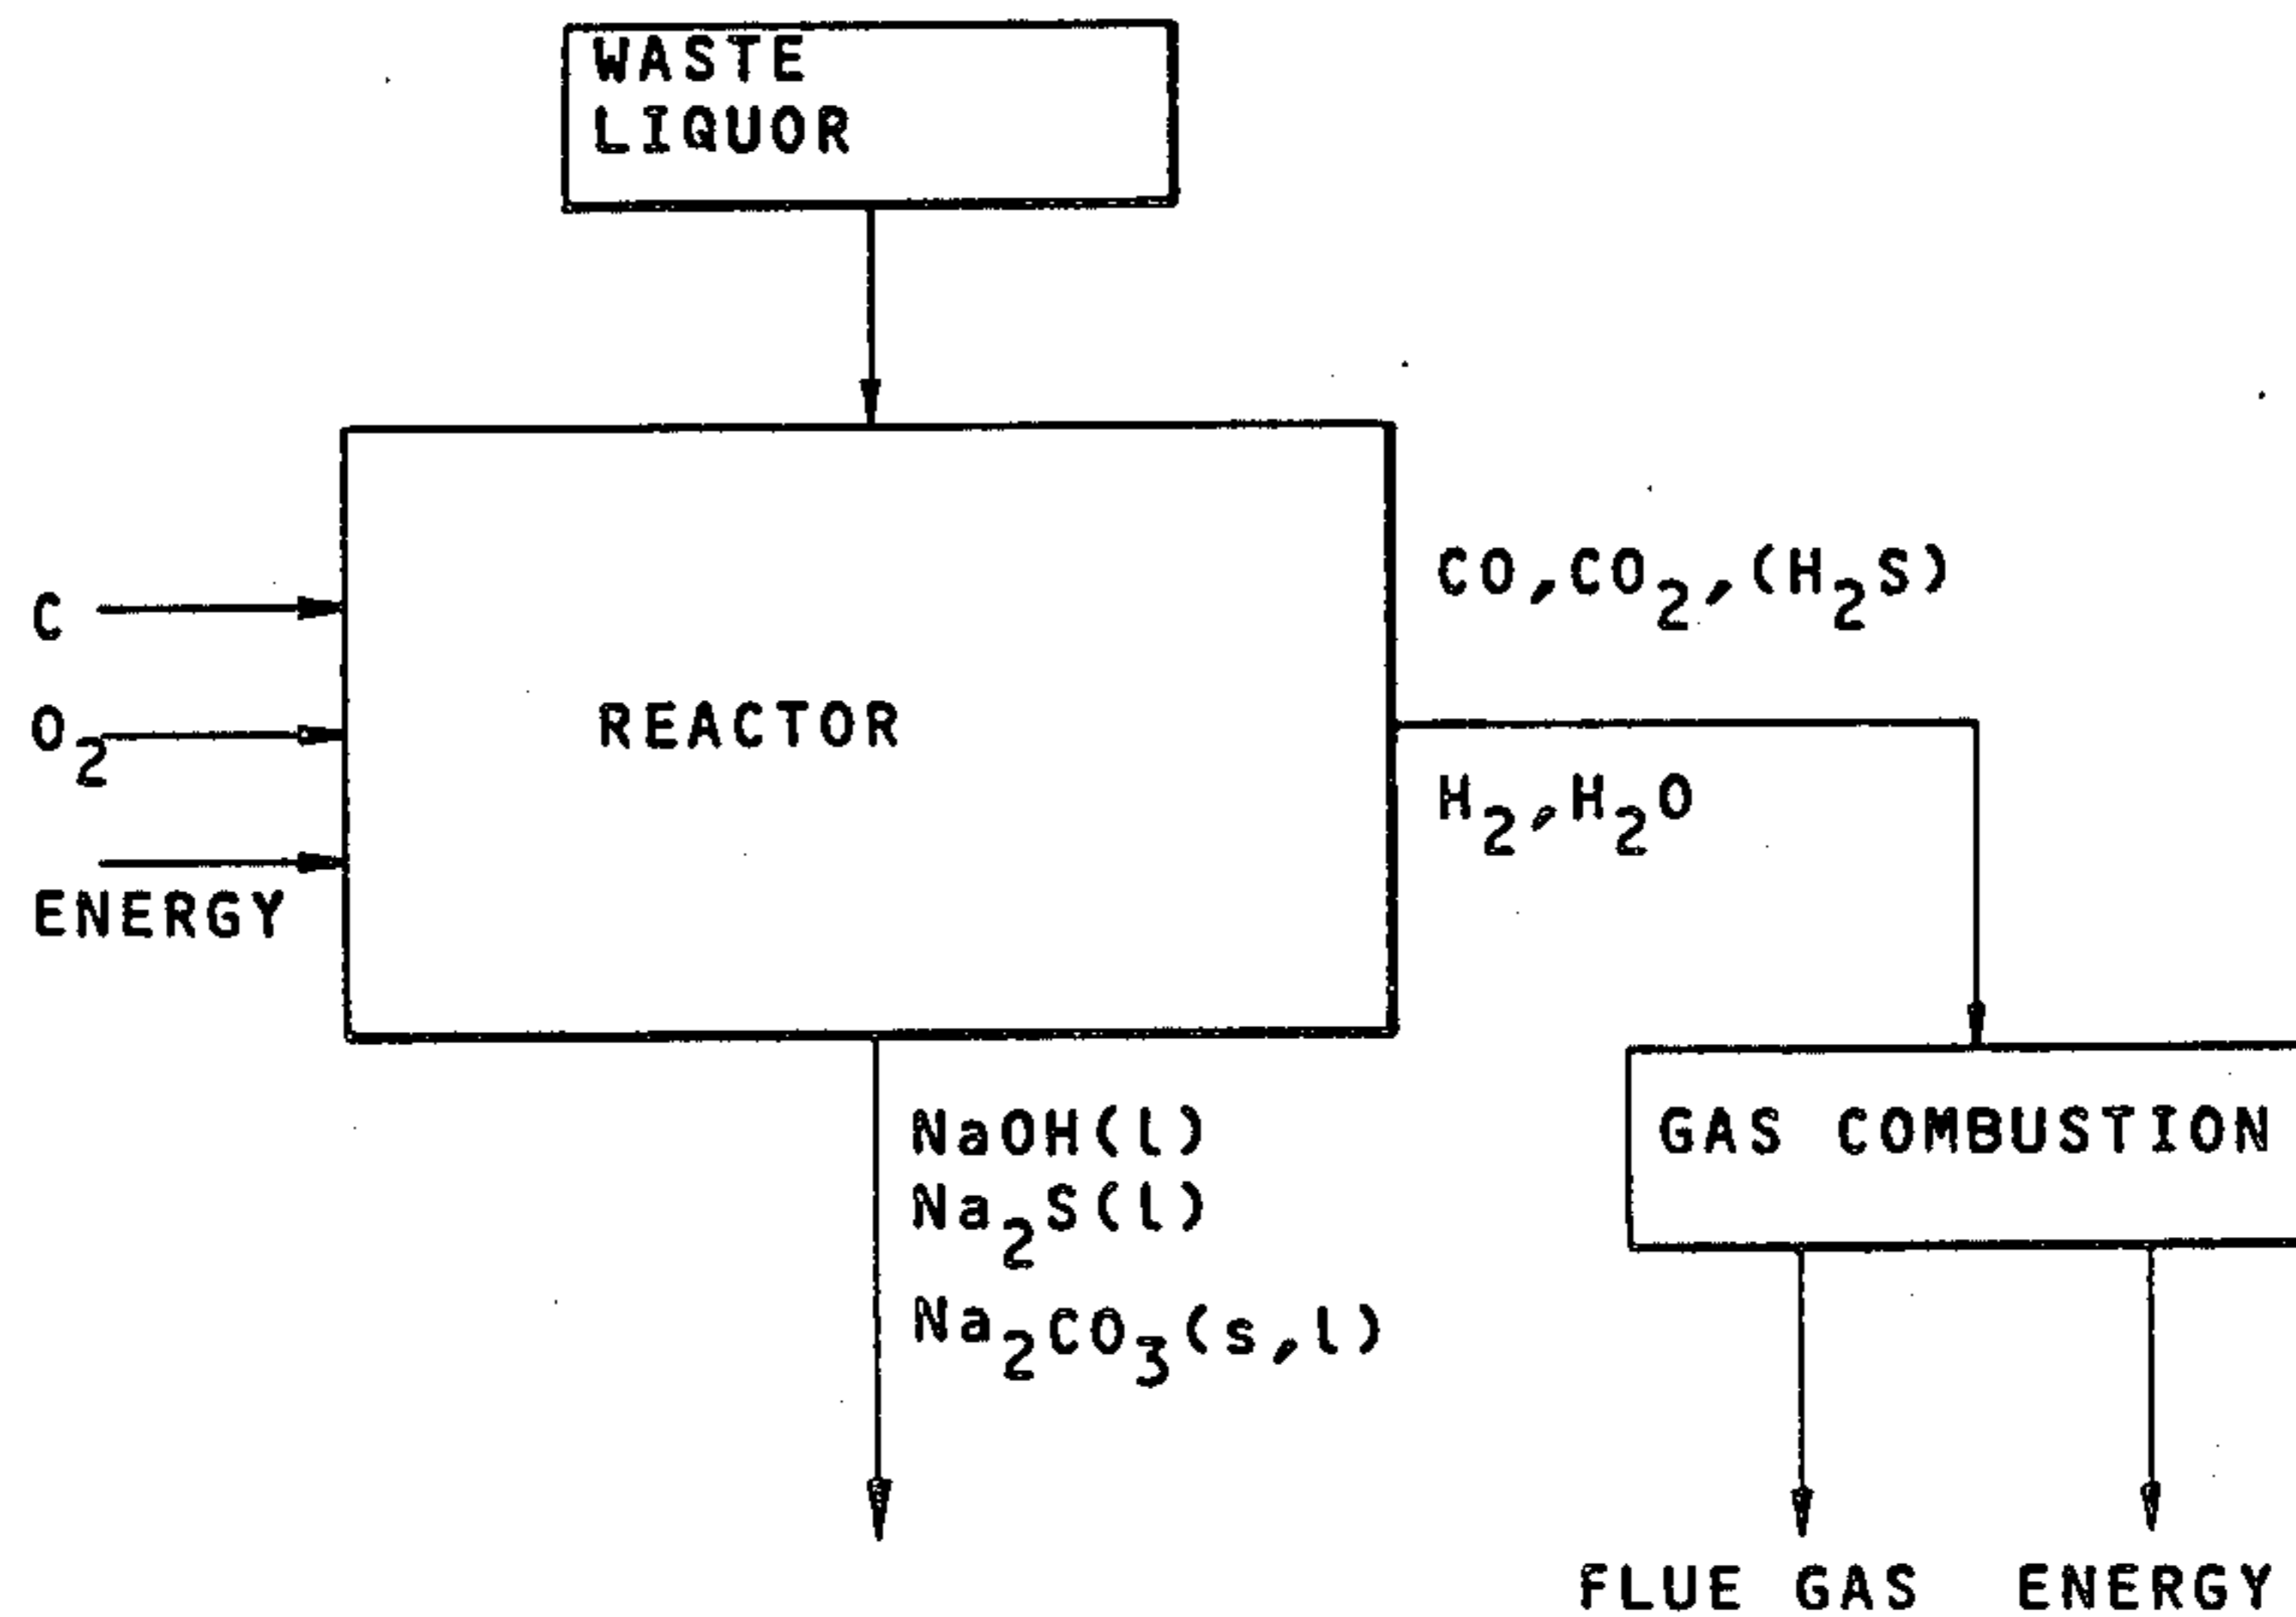 WASTE
LIQUOR
C
O2
ENERGY
REACTOR
CO,CO2,(H2S)
H2,H2O
NaOH(l)
Na2S(l)
Na2CO3(s,l)
GAS COMBUSTION
FLUE GAS
ENERGY